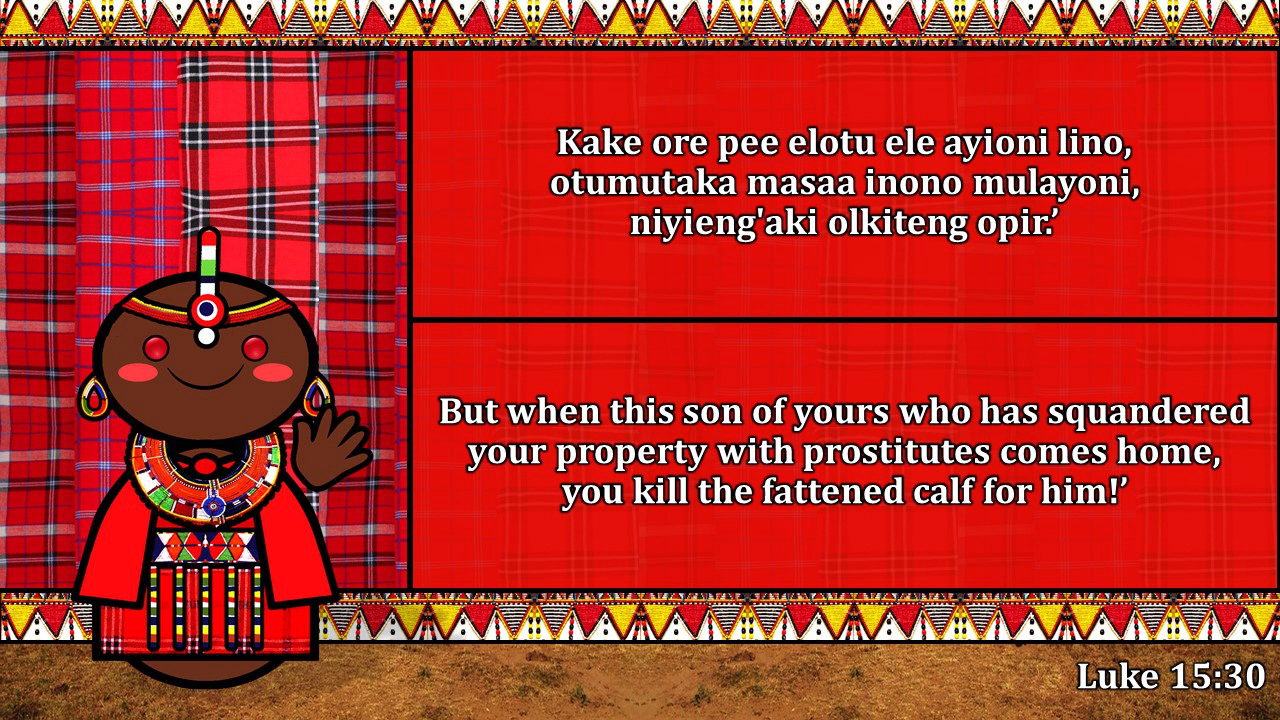 Kake ore pee elotu ele ayioni lino,
otumutaka masaa inono mulayoni,
niyieng'aki olkiteng opir.’
But when this son of yours who has squandered
your property with prostitutes comes home,
you kill the fattened calf for him!’
Luke 15:30